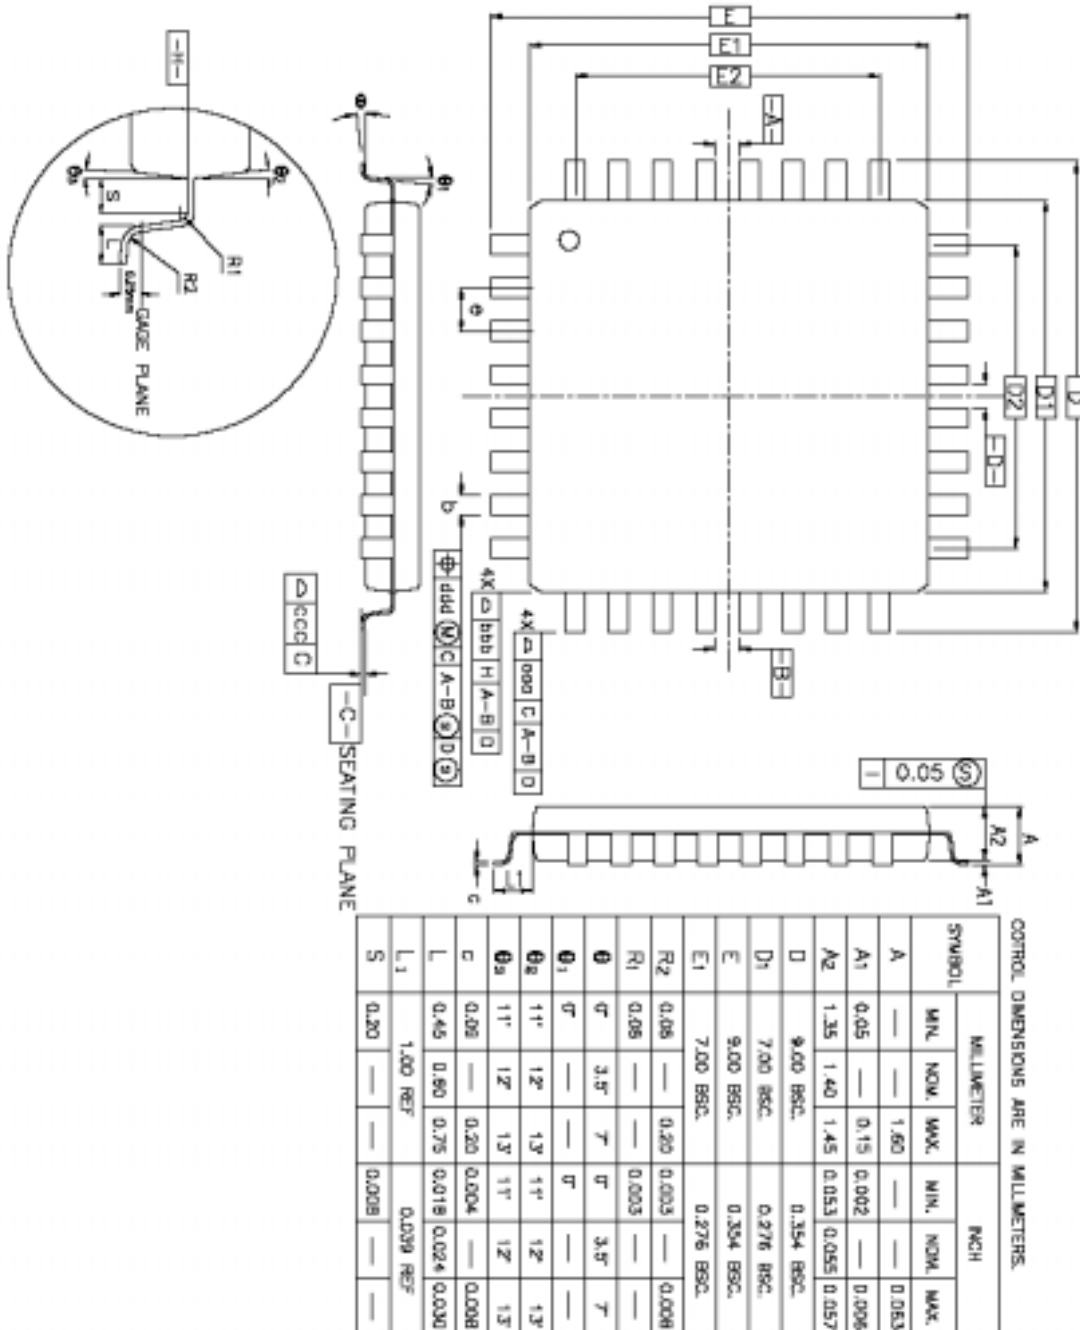 E
E1
E2
-A-
D
D1
D2
-D-
-B-
e
b
⌖ ddd Ⓜ C A-B Ⓢ D Ⓢ
4X ⌓ bbb H A-B D
4X ⌓ aaa C A-B D
⌓ ccc C
-C- SEATING PLANE
θ
θ1
-H-
θ2
θ3
S
L
R1
R2
GAGE PLANE
- 0.05 Ⓢ
A
A2
A1
L1
c
COTROL DIMENSIONS ARE IN MILLIMETERS.
SYMBOL MILLIMETER INCH
MIN. NOM. MAX. MIN. NOM. MAX.
A — — 1.60 — — 0.063
A1 0.05 — 0.15 0.002 — 0.006
A2 1.35 1.40 1.45 0.053 0.055 0.057
D 9.00 BSC. 0.354 BSC.
D1 7.00 BSC. 0.276 BSC.
E 9.00 BSC. 0.354 BSC.
E1 7.00 BSC. 0.276 BSC.
R2 0.08 — 0.20 0.003 — 0.008
R1 0.08 — — 0.003 — —
θ 0° 3.5° 7° 0° 3.5° 7°
θ1 0° — — 0° — —
θ2 11° 12° 13° 11° 12° 13°
θ3 11° 12° 13° 11° 12° 13°
c 0.09 — 0.20 0.004 — 0.008
L 0.45 0.60 0.75 0.018 0.024 0.030
L1 1.00 REF 0.039 REF
S 0.20 — — 0.008 — —